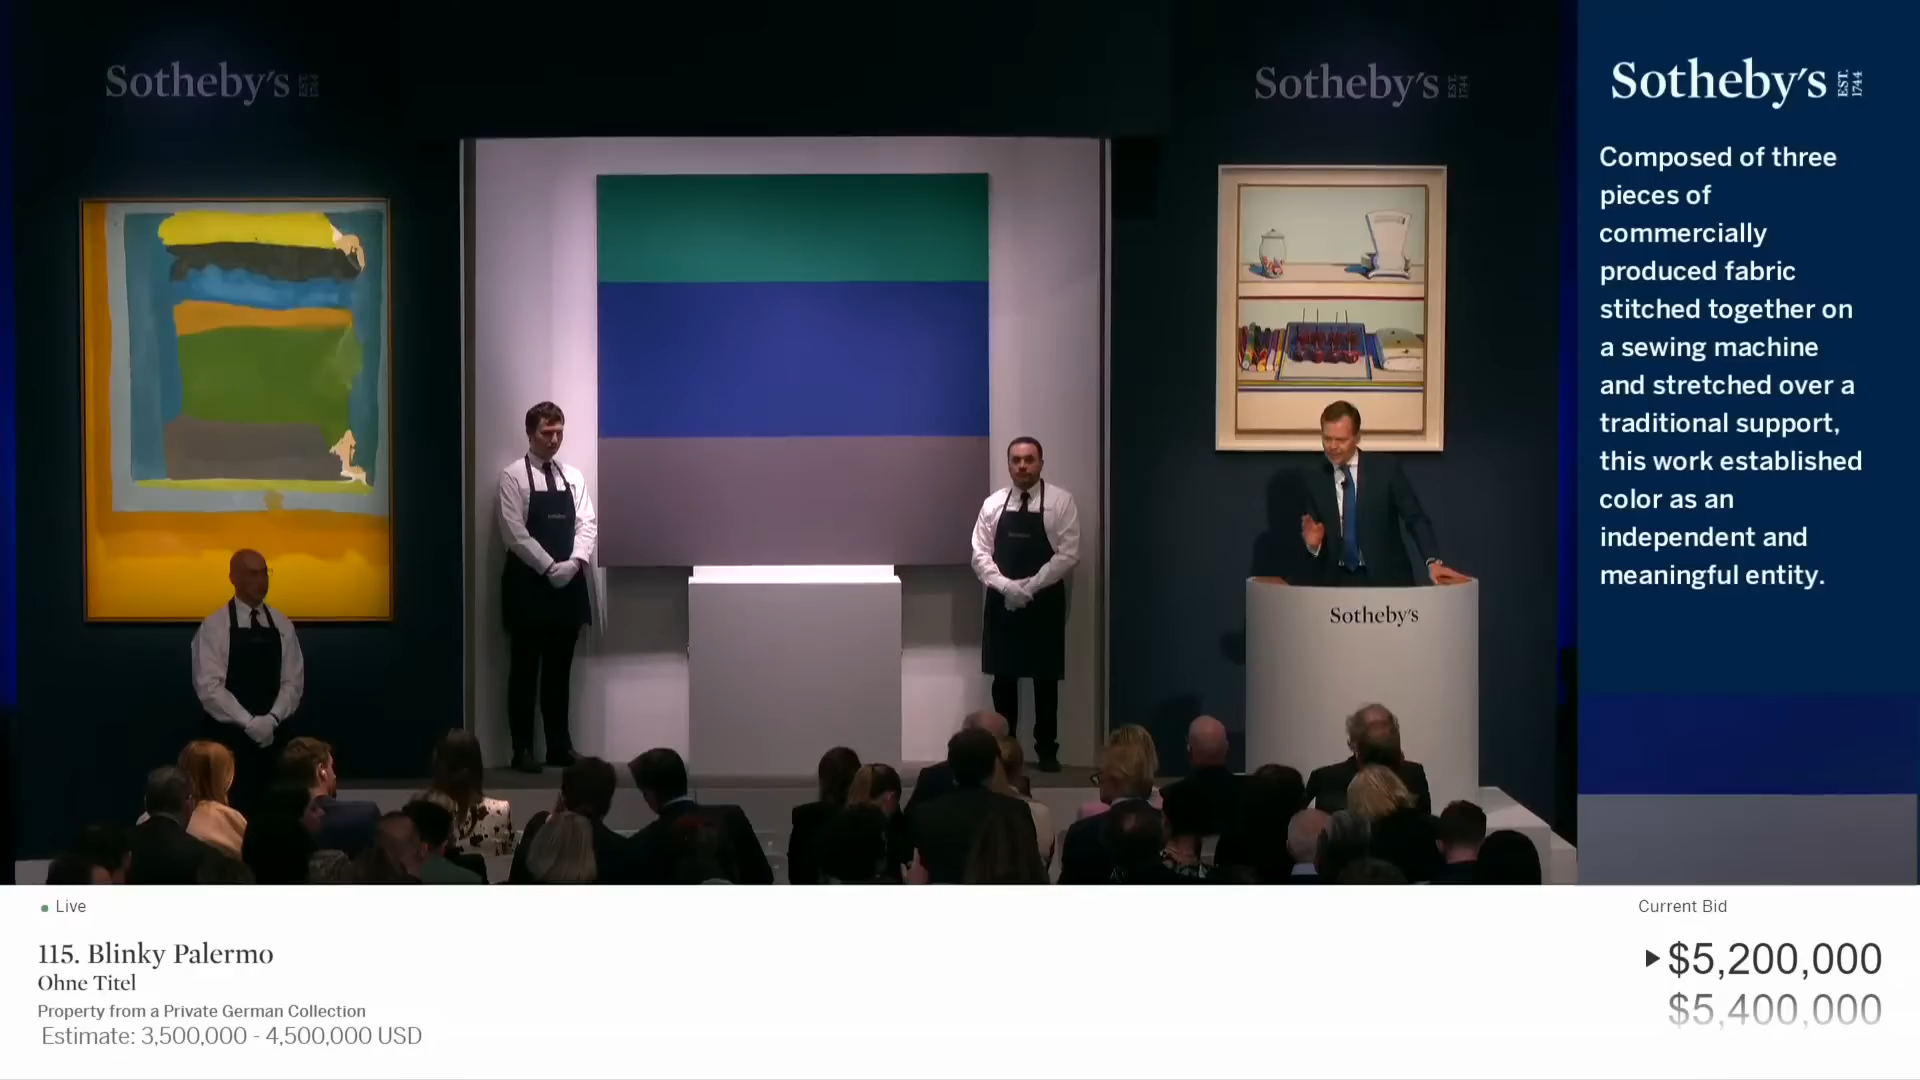 Sotheby's EST. 1744
Sotheby's EST. 1744
Sotheby's EST. 1744
Composed of three
pieces of
commercially
produced fabric
stitched together on
a sewing machine
and stretched over a
traditional support,
this work established
color as an
independent and
meaningful entity.
Sotheby's
Live
115. Blinky Palermo
Ohne Titel
Property from a Private German Collection
Estimate: 3,500,000 - 4,500,000 USD
Current Bid
$5,200,000
$5,400,000